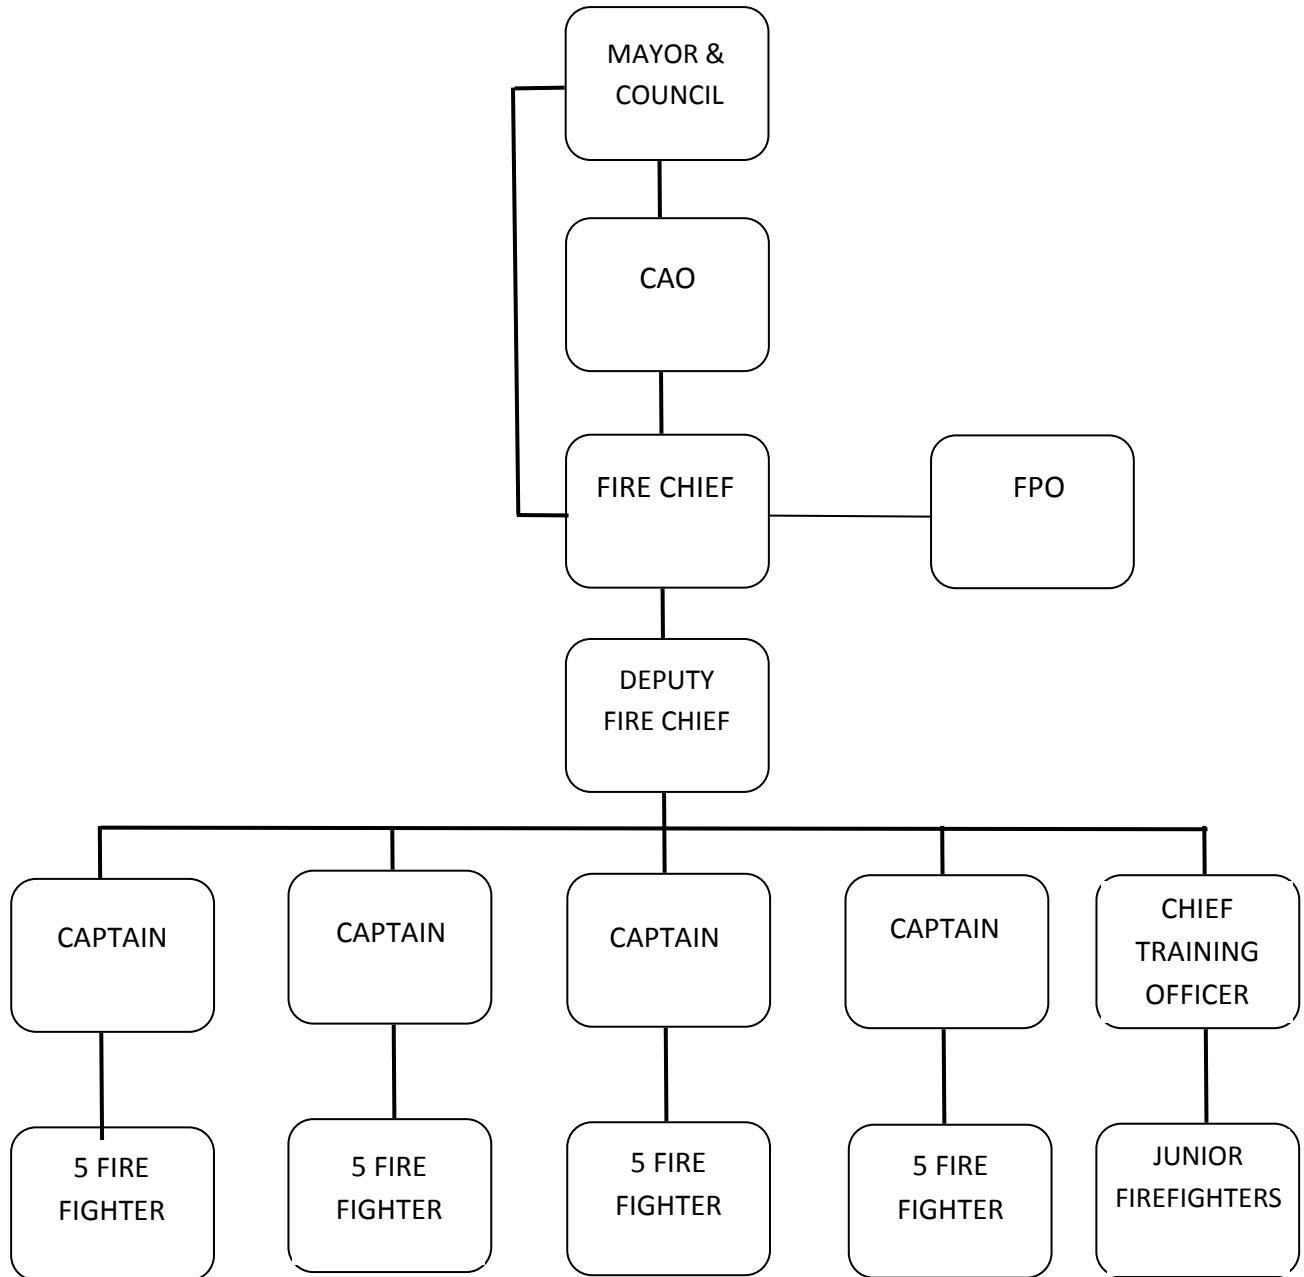 MAYOR &
COUNCIL
CAO
FIRE CHIEF
FPO
DEPUTY
FIRE CHIEF
CAPTAIN
CAPTAIN
CAPTAIN
CAPTAIN
CHIEF
TRAINING
OFFICER
5 FIRE
FIGHTER
5 FIRE
FIGHTER
5 FIRE
FIGHTER
5 FIRE
FIGHTER
JUNIOR
FIREFIGHTERS